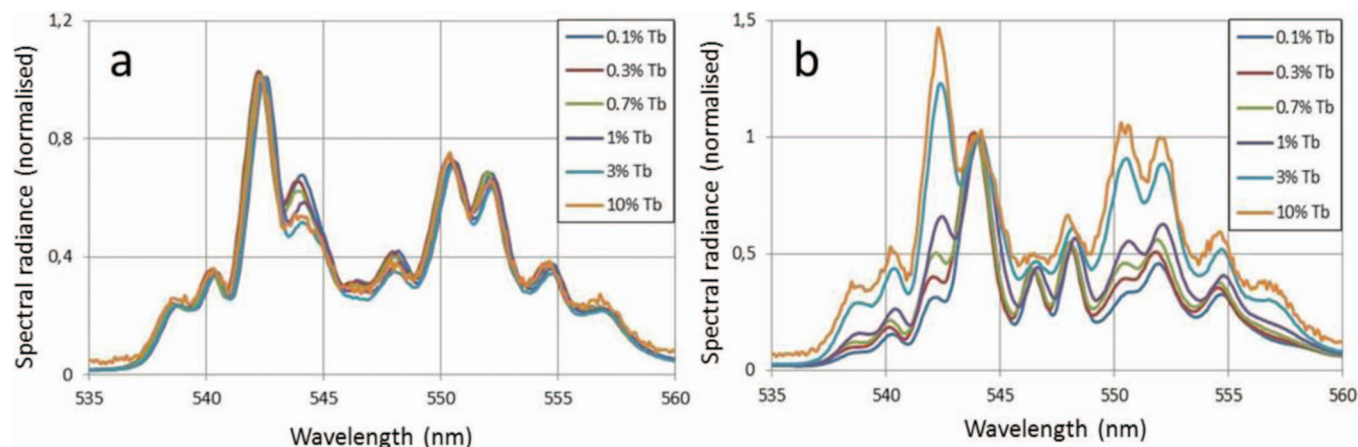 a
Spectral radiance (normalised)
1,2
0,8
0,4
0
535
540
545
550
555
560
Wavelength (nm)
0.1% Tb
0.3% Tb
0.7% Tb
1% Tb
3% Tb
10% Tb
b
Spectral radiance (normalised)
1,5
1
0,5
0
535
540
545
550
555
560
Wavelength (nm)
0.1% Tb
0.3% Tb
0.7% Tb
1% Tb
3% Tb
10% Tb